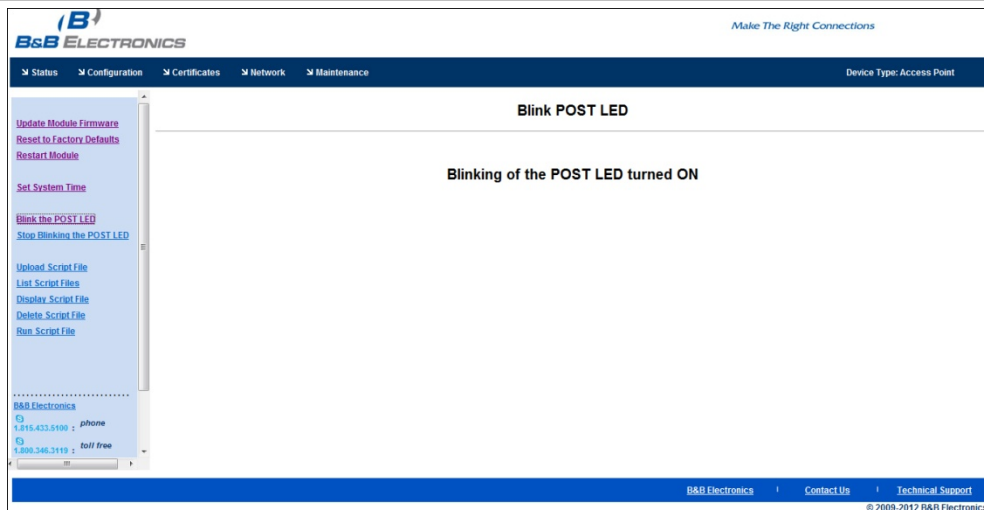 B
B&B ELECTRONICS
Make The Right Connections
Status Configuration Certificates Network Maintenance Device Type: Access Point
Update Module Firmware
Reset to Factory Defaults
Restart Module
Set System Time
Blink the POST LED
Stop Blinking the POST LED
Upload Script File
List Script Files
Display Script File
Delete Script File
Run Script File
B&B Electronics
1.815.433.5100 : phone
1.800.346.3119 : toll free
Blink POST LED
Blinking of the POST LED turned ON
B&B Electronics | Contact Us | Technical Support
© 2009-2012 B&B Electronics